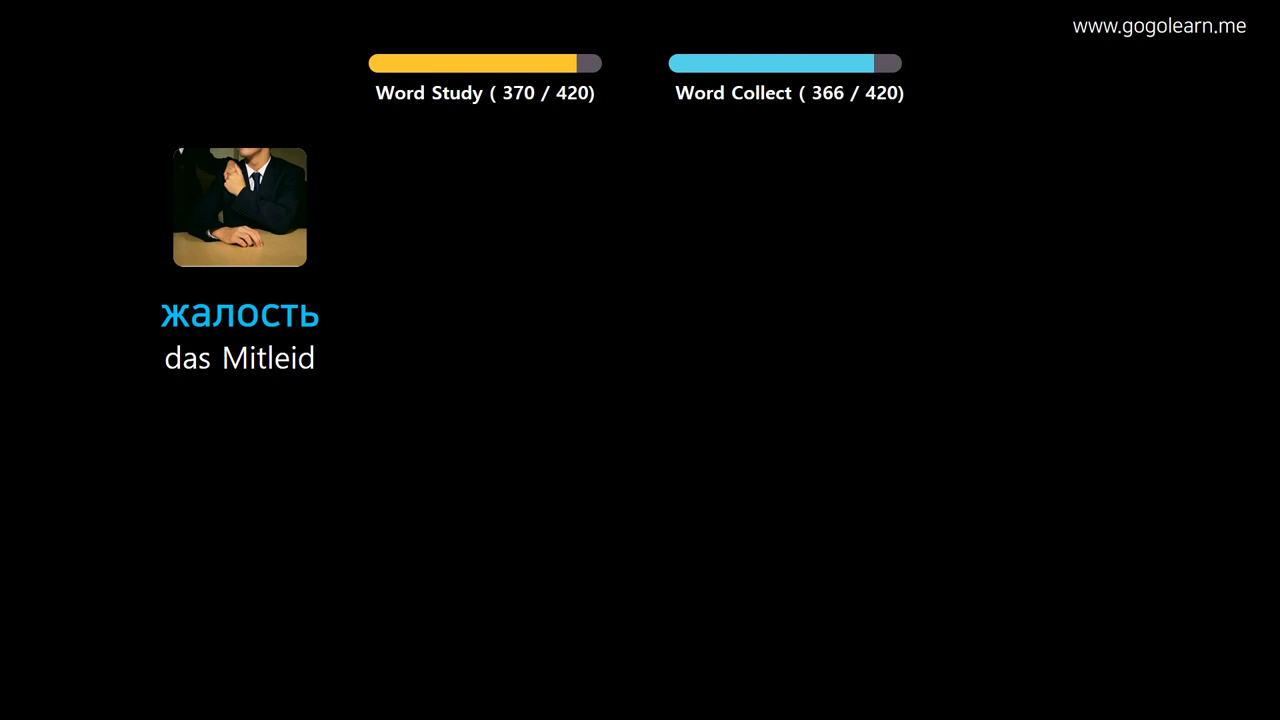 www.gogolearn.me
Word Study ( 370 / 420)
Word Collect ( 366 / 420)
жалость
das Mitleid